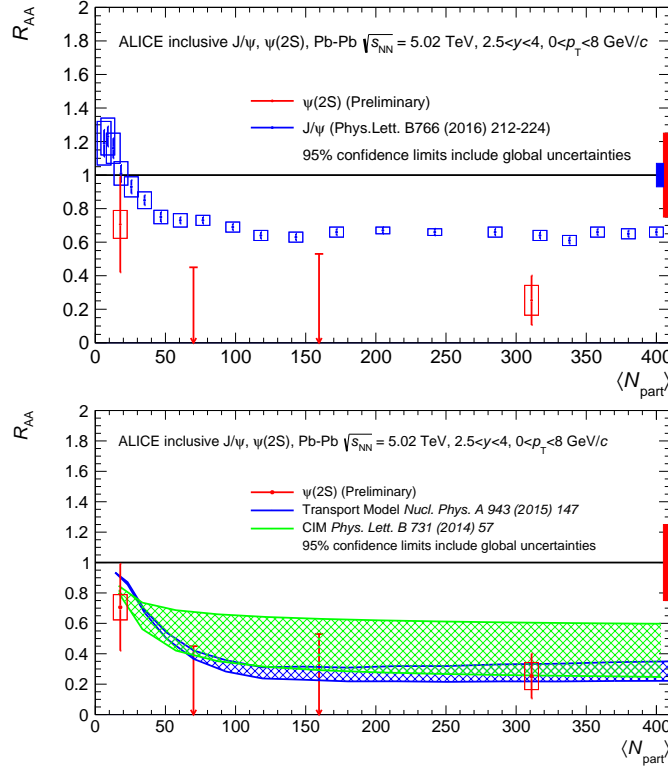 R_AA
2
ALICE inclusive J/ψ, ψ(2S), Pb-Pb √s_NN = 5.02 TeV, 2.5<y<4, 0<p_T<8 GeV/c
1.8
1.6
ψ(2S) (Preliminary)
1.4
J/ψ (Phys.Lett. B766 (2016) 212-224)
1.2
95% confidence limits include global uncertainties
1
0.8
0.6
0.4
0.2
0
0 50 100 150 200 250 300 350 400
⟨N_part⟩
R_AA
2
ALICE inclusive J/ψ, ψ(2S), Pb-Pb √s_NN = 5.02 TeV, 2.5<y<4, 0<p_T<8 GeV/c
1.8
1.6
ψ(2S) (Preliminary)
1.4
Transport Model Nucl. Phys. A 943 (2015) 147
CIM Phys. Lett. B 731 (2014) 57
1.2
95% confidence limits include global uncertainties
1
0.8
0.6
0.4
0.2
0
0 50 100 150 200 250 300 350 400
⟨N_part⟩